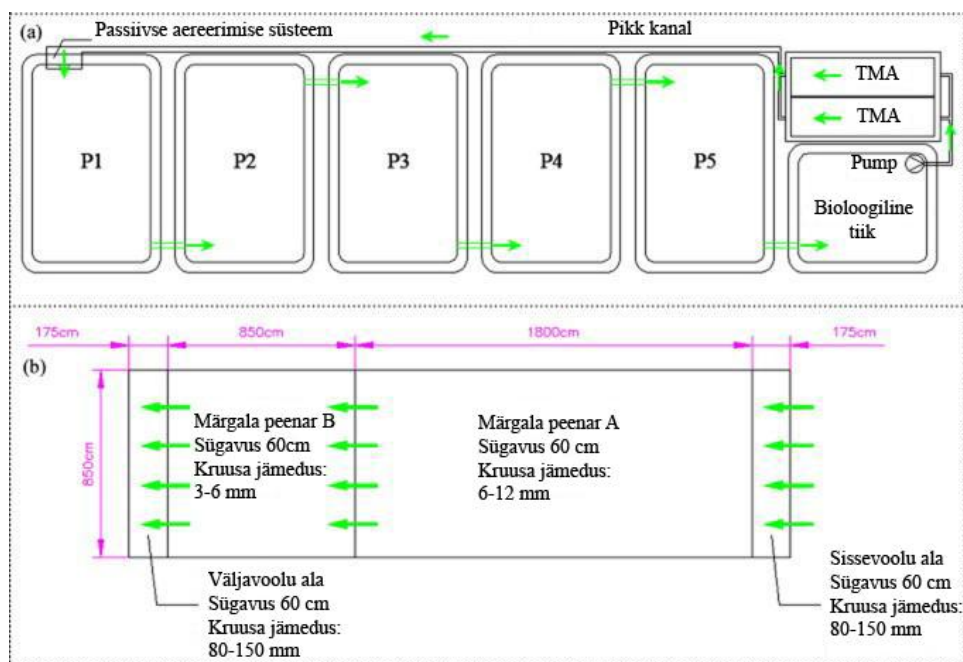 (a)
Passiivse aereerimise süsteem
Pikk kanal
TMA
TMA
P1
P2
P3
P4
P5
Pump
Bioloogiline
tiik
175cm
850cm
1800cm
175cm
(b)
850cm
Märgala peenar B
Sügavus 60cm
Kruusa jämedus:
3-6 mm
Märgala peenar A
Sügavus 60 cm
Kruusa jämedus:
6-12 mm
Väljavoolu ala
Sügavus 60 cm
Kruusa jämedus:
80-150 mm
Sissevoolu ala
Sügavus 60 cm
Kruusa jämedus:
80-150 mm